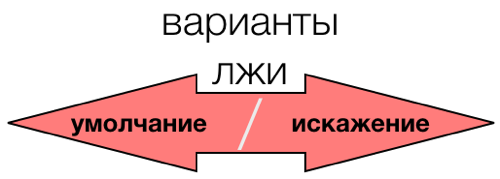 варианты
лжи
умолчание / искажение